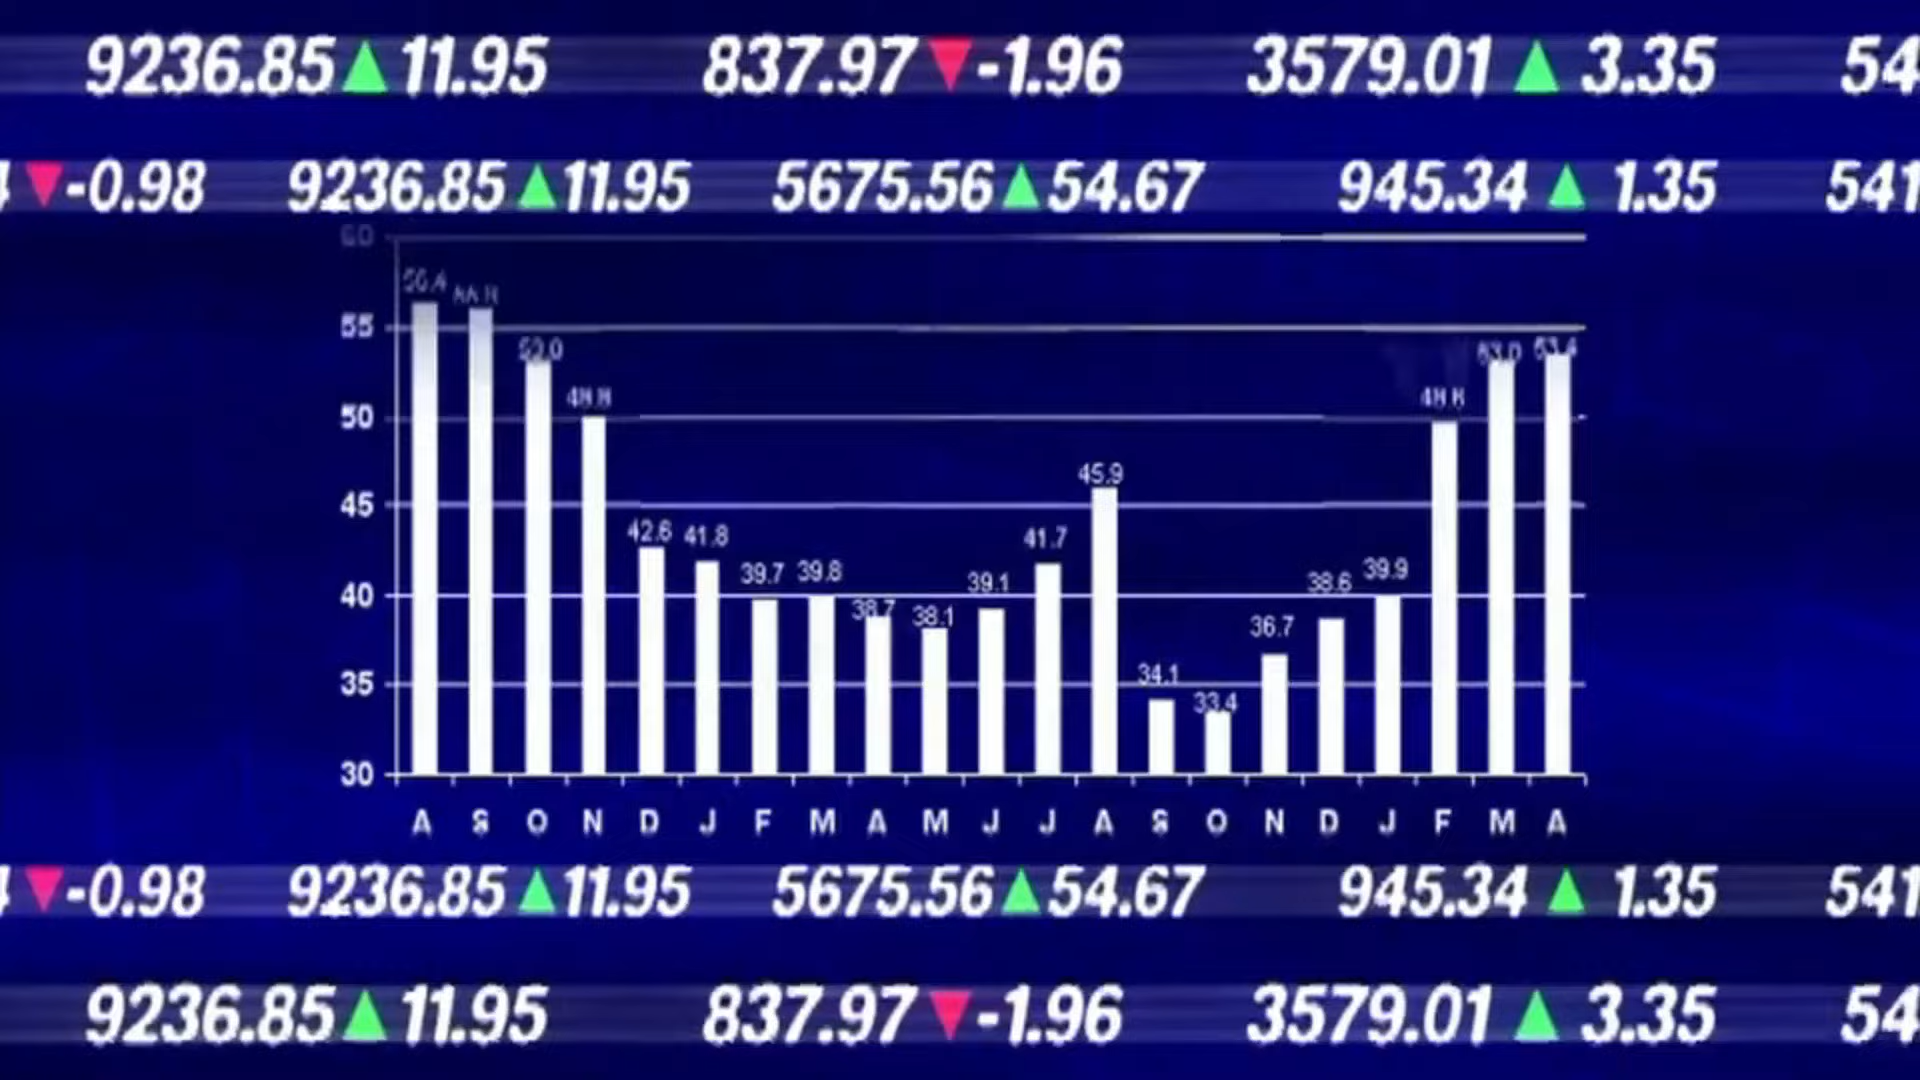 9236.85 ▲ 11.95 837.97 ▼ -1.96 3579.01 ▲ 3.35 54
▼ -0.98 9236.85 ▲ 11.95 5675.56 ▲ 54.67 945.34 ▲ 1.35 541
60
55
50
45
40
35
30
42.6 41.8 39.7 39.8 38.7 38.1 39.1 41.7 45.9 34.1 33.4 36.7 38.6 39.9
A S O N D J F M A M J J A S O N D J F M A
▼ -0.98 9236.85 ▲ 11.95 5675.56 ▲ 54.67 945.34 ▲ 1.35 541
9236.85 ▲ 11.95 837.97 ▼ -1.96 3579.01 ▲ 3.35 54